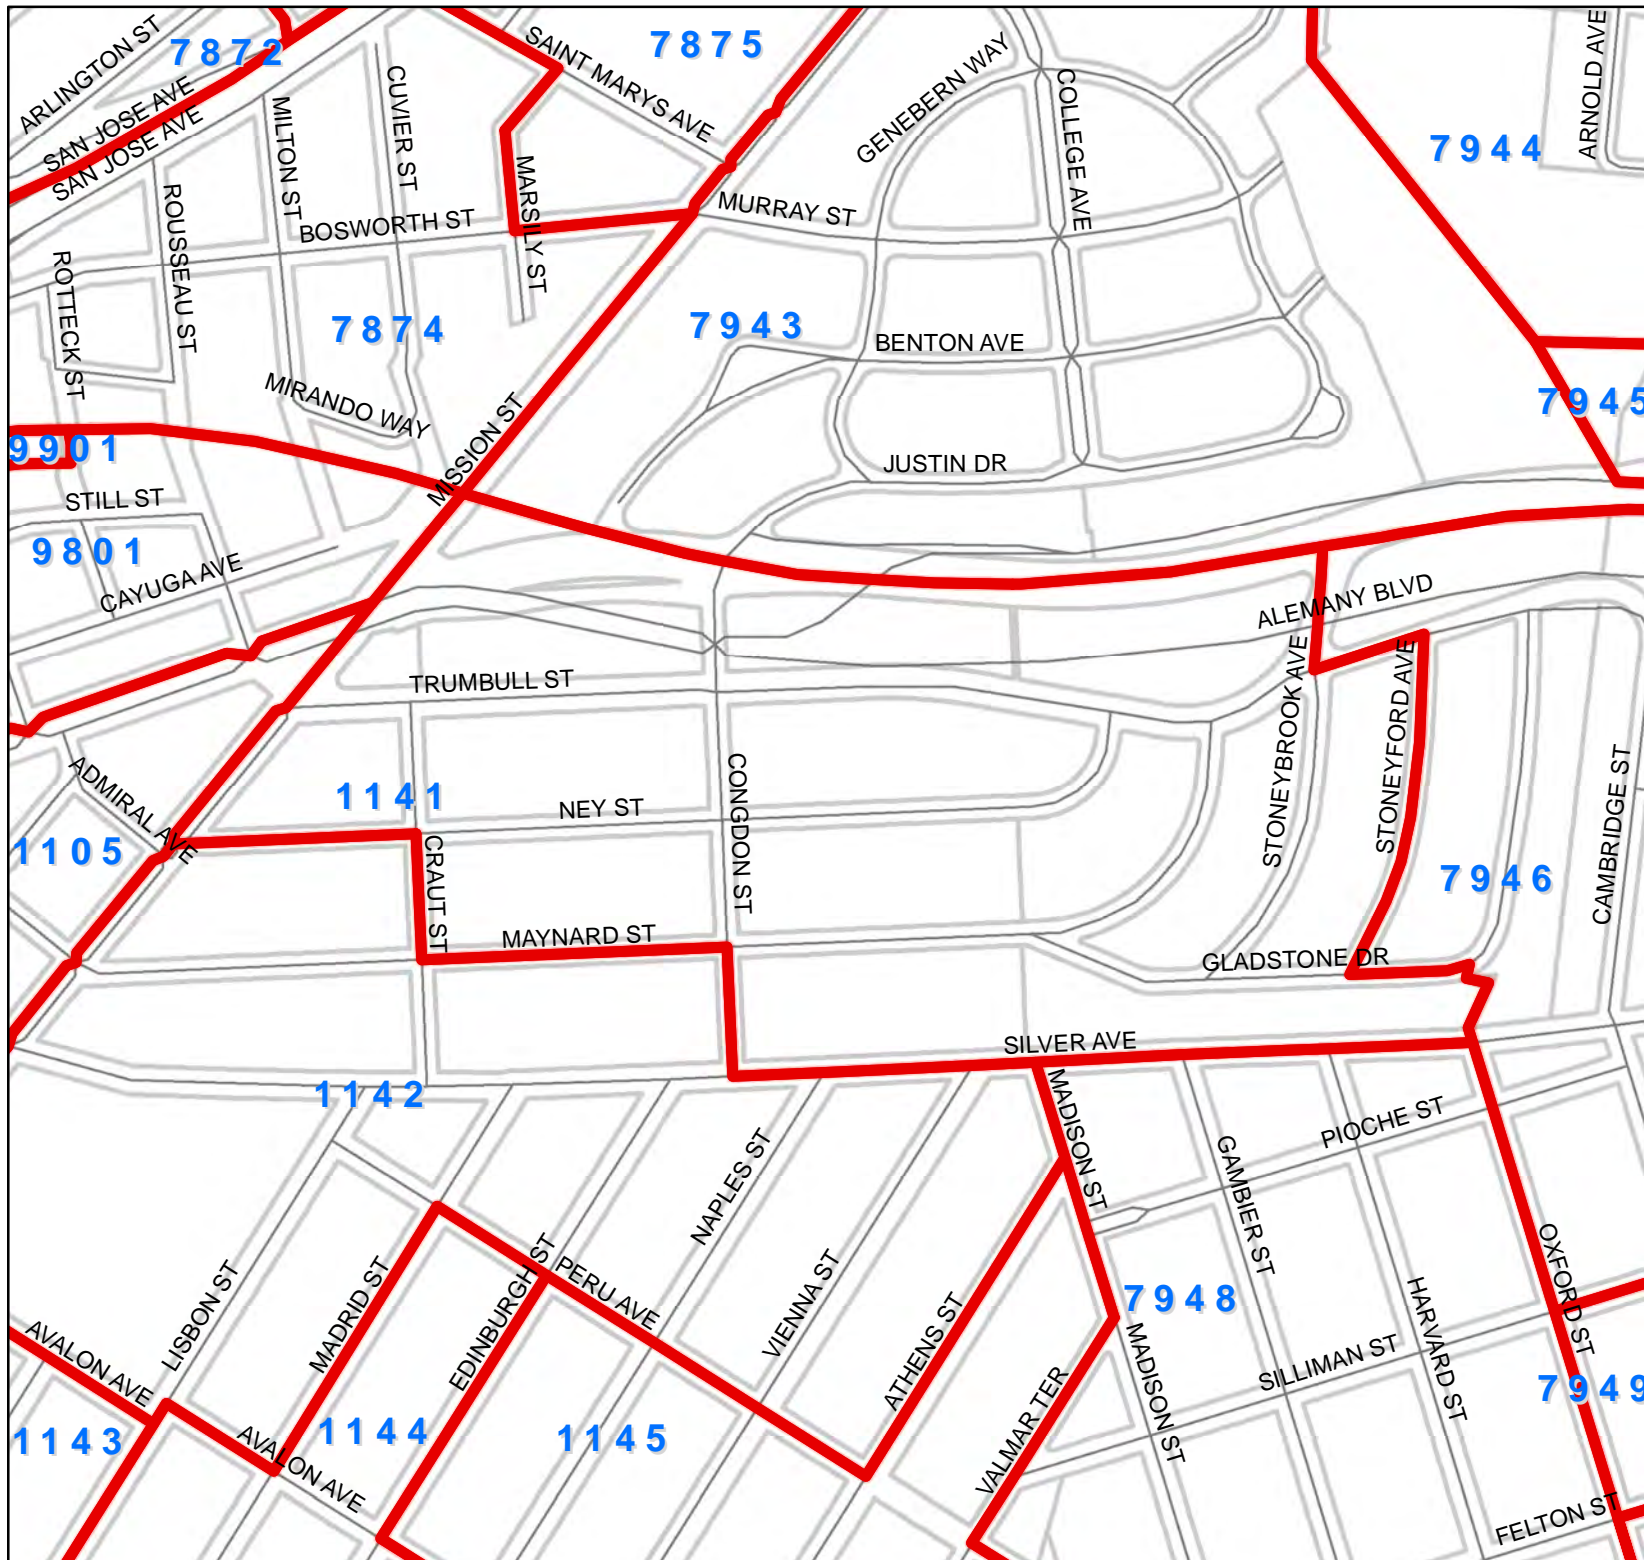 ARLINGTON ST
7872
SAN JOSE AVE
SAN JOSE AVE
CUVIER ST
MILTON ST
SAINT MARYS AVE
7875
GENEBERN WAY
COLLEGE AVE
7944
ARNOLD AVE
MARSILY ST
ROUSSEAU ST
BOSWORTH ST
MURRAY ST
ROTTECK ST
7874
7943
BENTON AVE
MIRANDO WAY
MISSION ST
7945
9901
JUSTIN DR
STILL ST
9801
CAYUGA AVE
ALEMANY BLVD
TRUMBULL ST
STONEYBROOK AVE
STONEYFORD AVE
CAMBRIDGE ST
ADMIRAL AVE
1141
NEY ST
CONGDON ST
1105
CRAUT ST
7946
MAYNARD ST
GLADSTONE DR
SILVER AVE
1142
MADISON ST
PIOCHE ST
NAPLES ST
GAMBIER ST
LISBON ST
MADRID ST
EDINBURGH ST
PERU AVE
VIENNA ST
ATHENS ST
7948
OXFORD ST
AVALON AVE
MADISON ST
HARVARD ST
SILLIMAN ST
7949
VALMAR TER
1143
AVALON AVE
1144
1145
FELTON ST